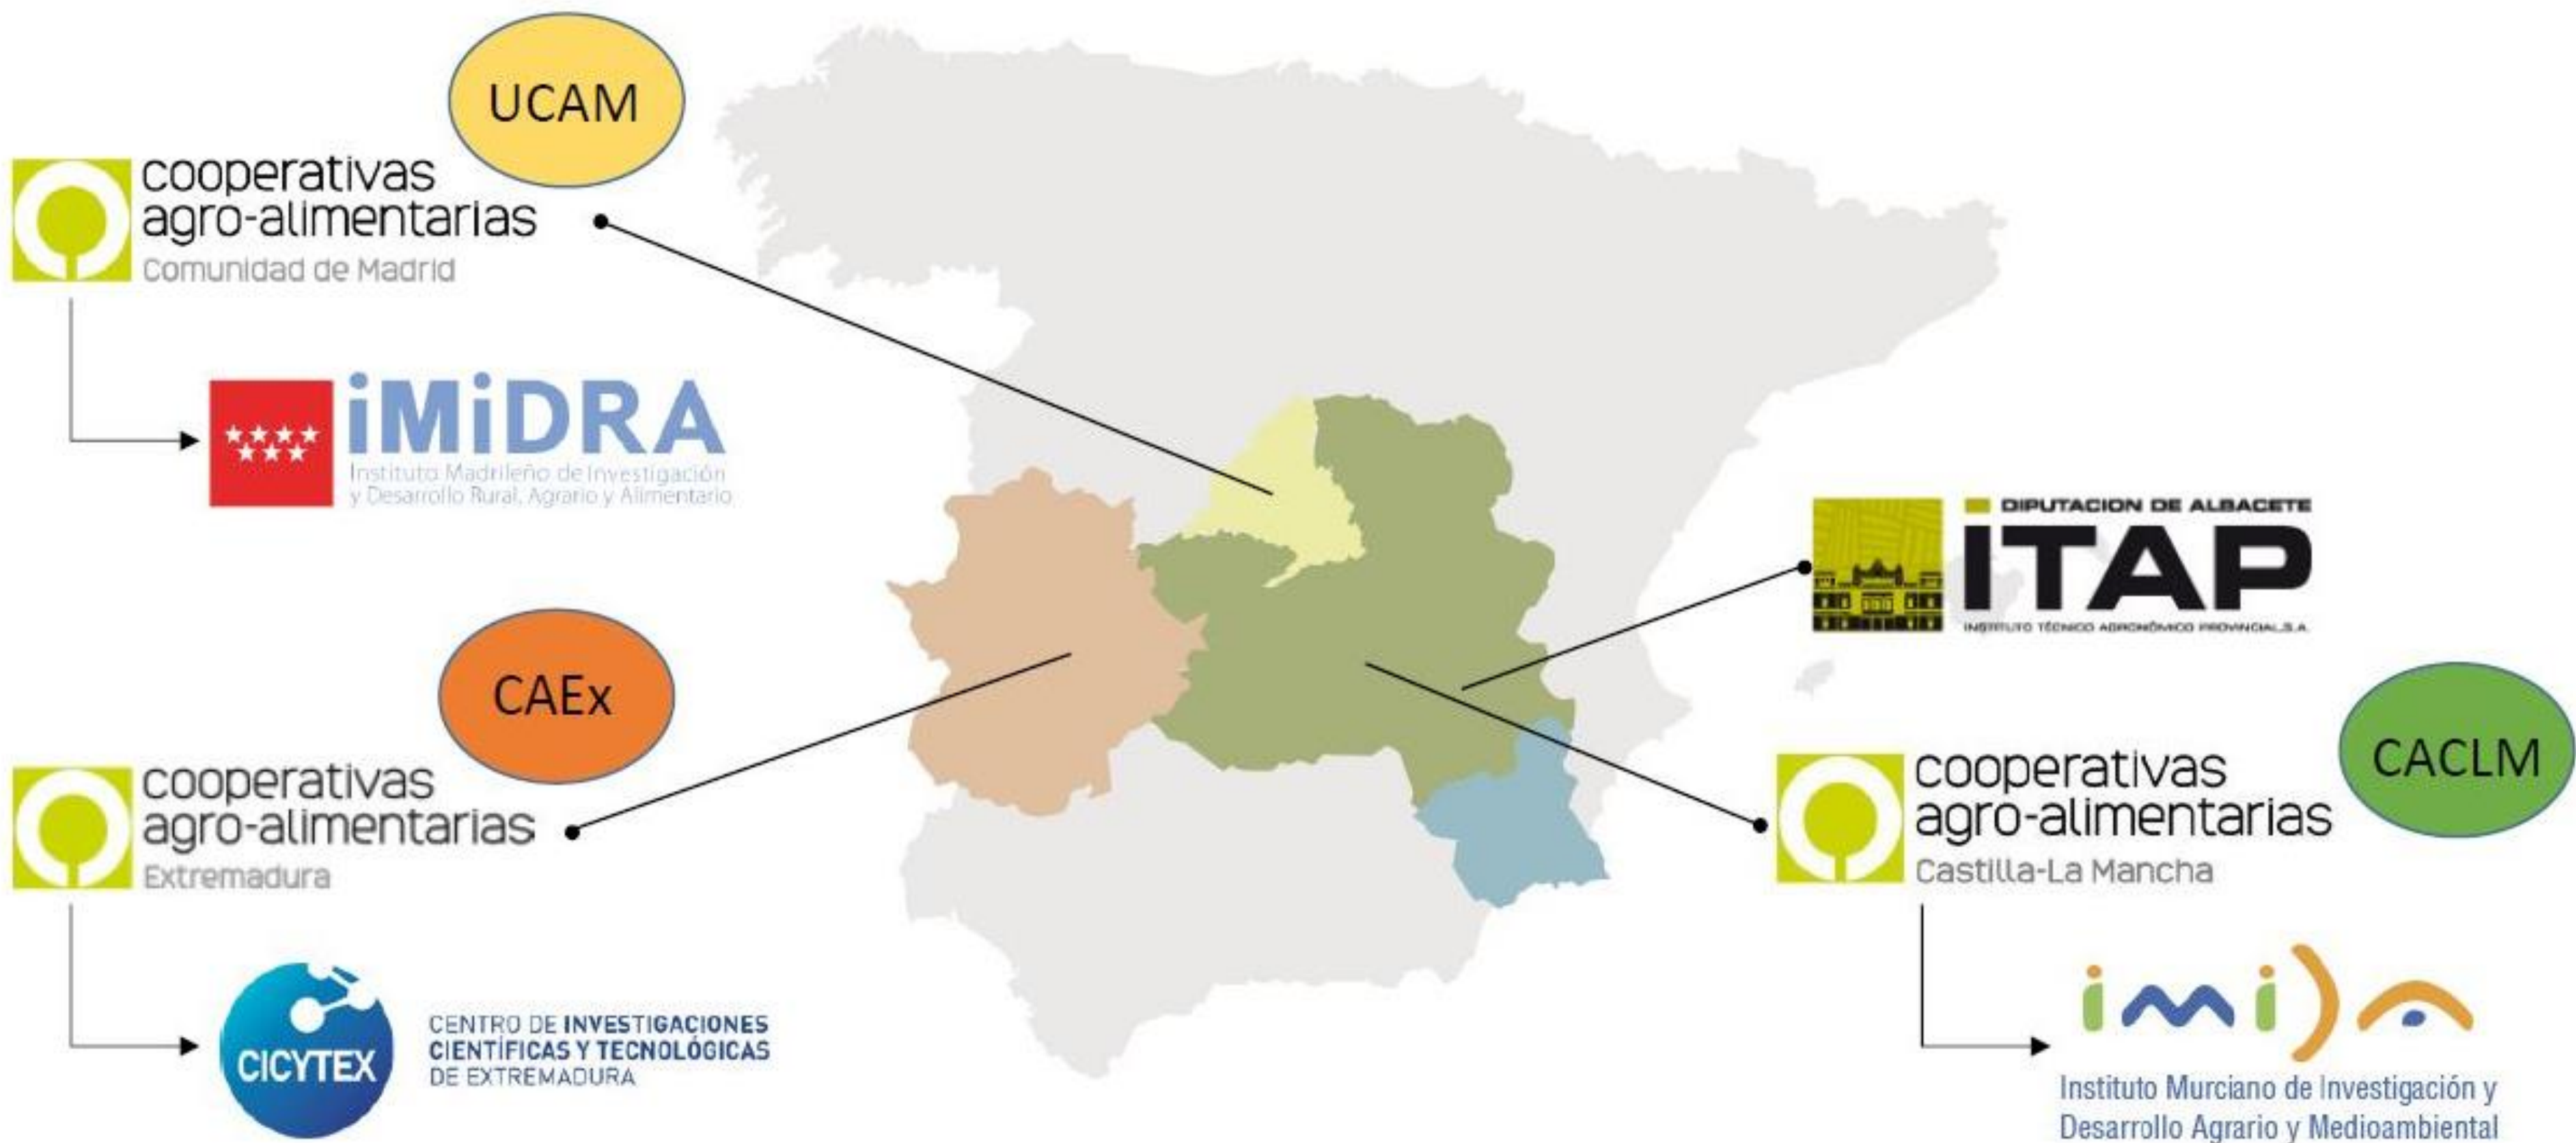 UCAM
cooperativas
agro-alimentarias
Comunidad de Madrid
iMiDRA
Instituto Madrileño de Investigación
y Desarrollo Rural, Agrario y Alimentario
CAEx
cooperativas
agro-alimentarias
Extremadura
CICYTEX
CENTRO DE INVESTIGACIONES
CIENTÍFICAS Y TECNOLÓGICAS
DE EXTREMADURA
DIPUTACION DE ALBACETE
iTAP
INSTITUTO TÉCNICO AGRONÓMICO PROVINCIAL, S.A.
CACLM
cooperativas
agro-alimentarias
Castilla-La Mancha
imiDA
Instituto Murciano de Investigación y
Desarrollo Agrario y Medioambiental